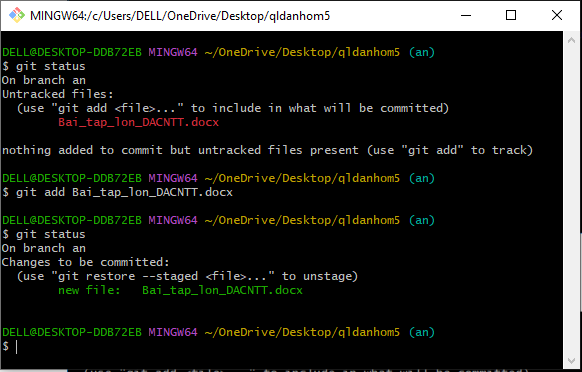 MINGW64:/c/Users/DELL/OneDrive/Desktop/qldanhom5
DELL@DESKTOP-DDB72EB MINGW64 ~/OneDrive/Desktop/qldanhom5 (an)
$ git status
On branch an
Untracked files:
  (use "git add <file>..." to include in what will be committed)
        Bai_tap_lon_DACNTT.docx

nothing added to commit but untracked files present (use "git add" to track)

DELL@DESKTOP-DDB72EB MINGW64 ~/OneDrive/Desktop/qldanhom5 (an)
$ git add Bai_tap_lon_DACNTT.docx

DELL@DESKTOP-DDB72EB MINGW64 ~/OneDrive/Desktop/qldanhom5 (an)
$ git status
On branch an
Changes to be committed:
  (use "git restore --staged <file>..." to unstage)
        new file:   Bai_tap_lon_DACNTT.docx


DELL@DESKTOP-DDB72EB MINGW64 ~/OneDrive/Desktop/qldanhom5 (an)
$